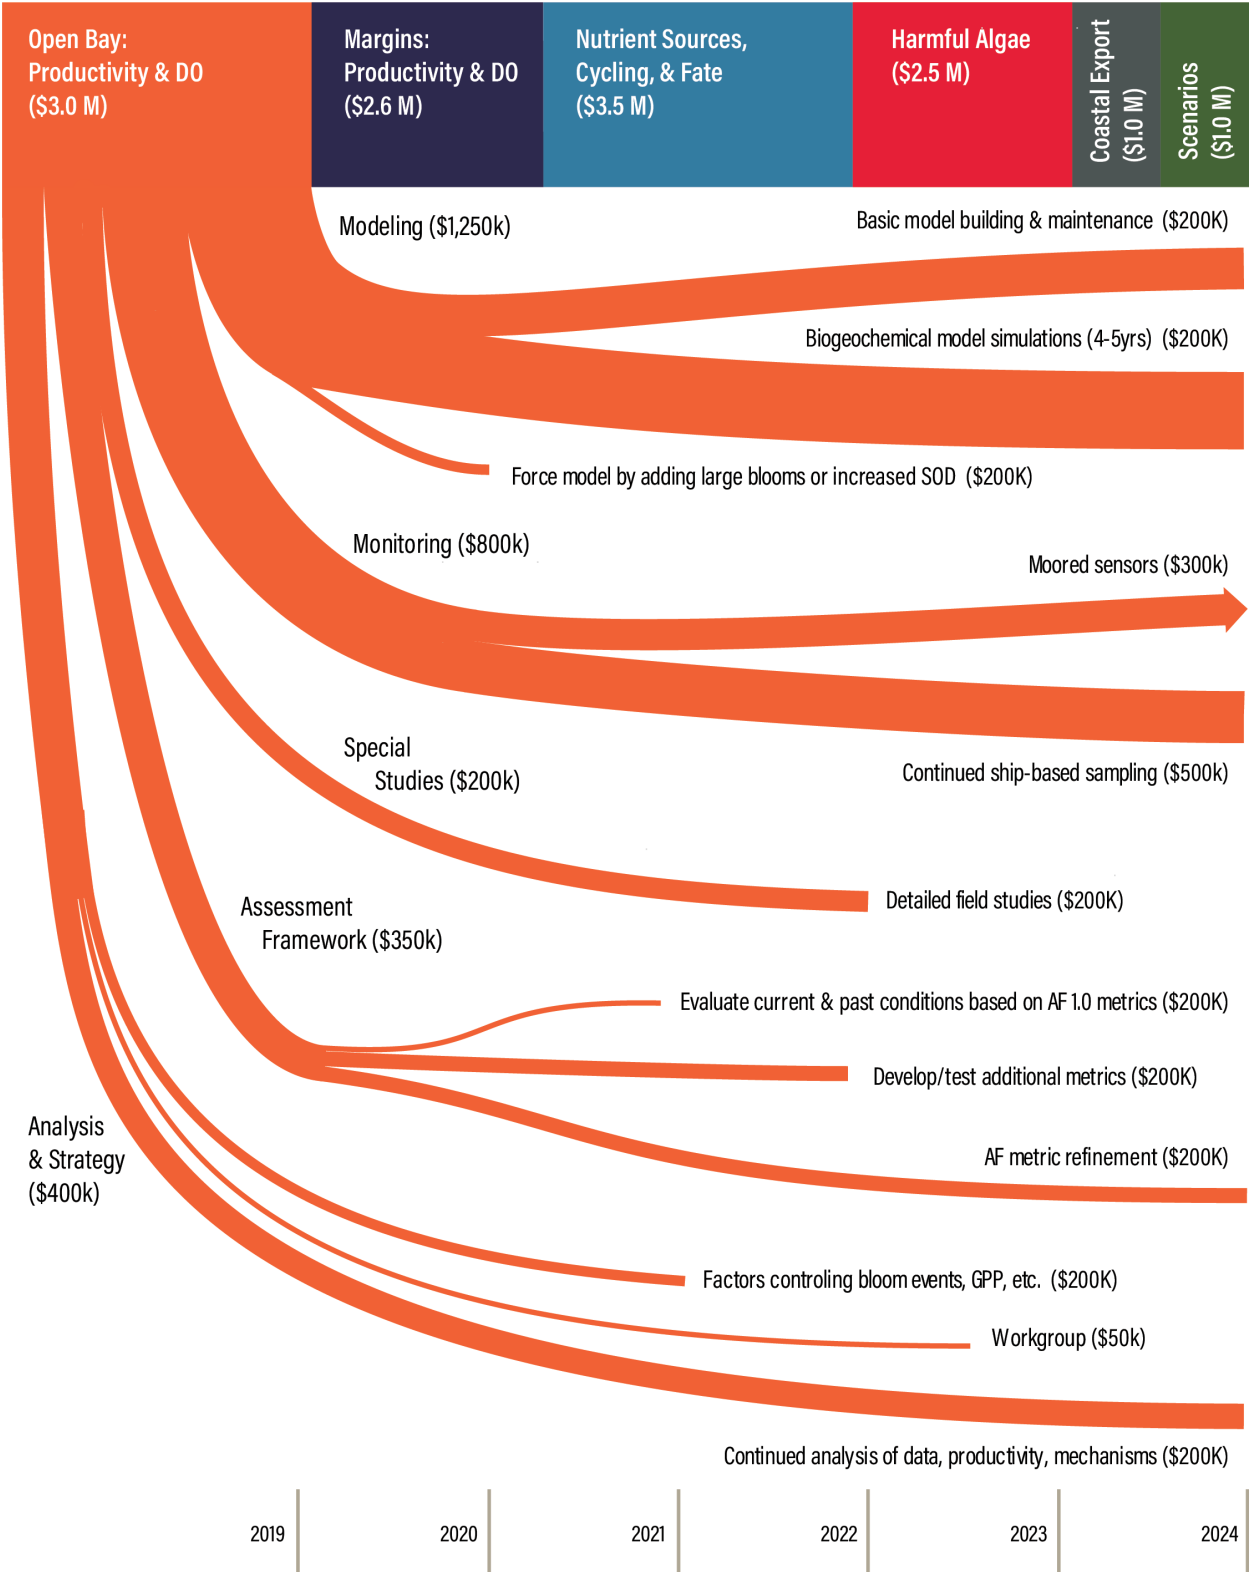 Open Bay:
Productivity & DO
($3.0 M)
Margins:
Productivity & DO
($2.6 M)
Nutrient Sources,
Cycling, & Fate
($3.5 M)
Harmful Algae
($2.5 M)
Coastal Export
($1.0 M)
Scenarios
($1.0 M)
Modeling ($1,250k)
Basic model building & maintenance ($200K)
Biogeochemical model simulations (4-5yrs) ($200K)
Force model by adding large blooms or increased SOD ($200K)
Monitoring ($800k)
Moored sensors ($300k)
Continued ship-based sampling ($500k)
Special
Studies ($200k)
Detailed field studies ($200K)
Assessment
Framework ($350k)
Evaluate current & past conditions based on AF 1.0 metrics ($200K)
Develop/test additional metrics ($200K)
AF metric refinement ($200K)
Analysis
& Strategy
($400k)
Factors controling bloom events, GPP, etc. ($200K)
Workgroup ($50k)
Continued analysis of data, productivity, mechanisms ($200K)
2019 2020 2021 2022 2023 2024